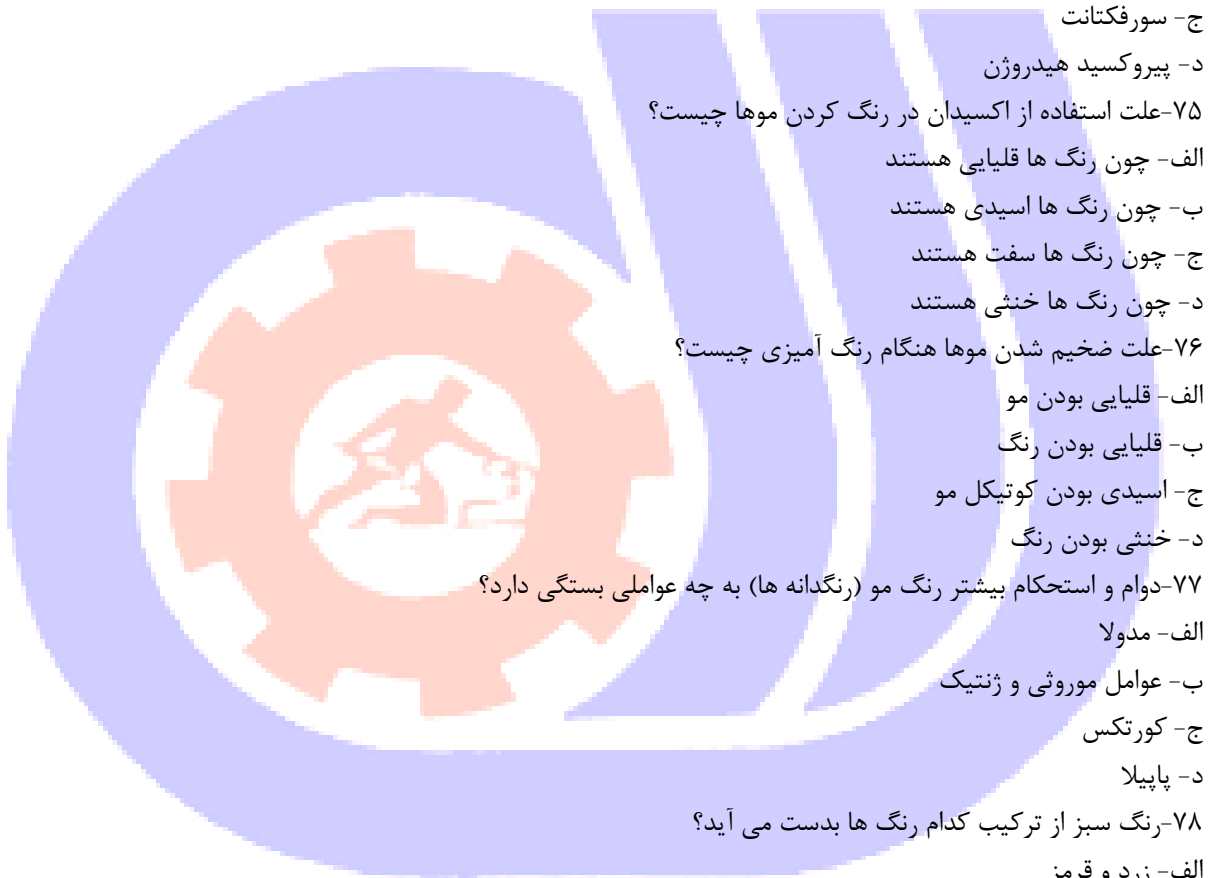 ج- سورفکتانت
د- پیروکسید هیدروژن
۷۵-علت استفاده از اکسیدان در رنگ کردن موها چیست؟
الف- چون رنگ ها قلیایی هستند
ب- چون رنگ ها اسیدی هستند
ج- چون رنگ ها سفت هستند
د- چون رنگ ها خنثی هستند
۷۶-علت ضخیم شدن موها هنگام رنگ آمیزی چیست؟
الف- قلیایی بودن مو
ب- قلیایی بودن رنگ
ج- اسیدی بودن کوتیکل مو
د- خنثی بودن رنگ
۷۷-دوام و استحکام بیشتر رنگ مو (رنگدانه ها) به چه عواملی بستگی دارد؟
الف- مدولا
ب- عوامل موروثی و ژنتیک
ج- کورتکس
د- پاپیلا
۷۸-رنگ سبز از ترکیب کدام رنگ ها بدست می آید؟
الف- زرد و قرمز